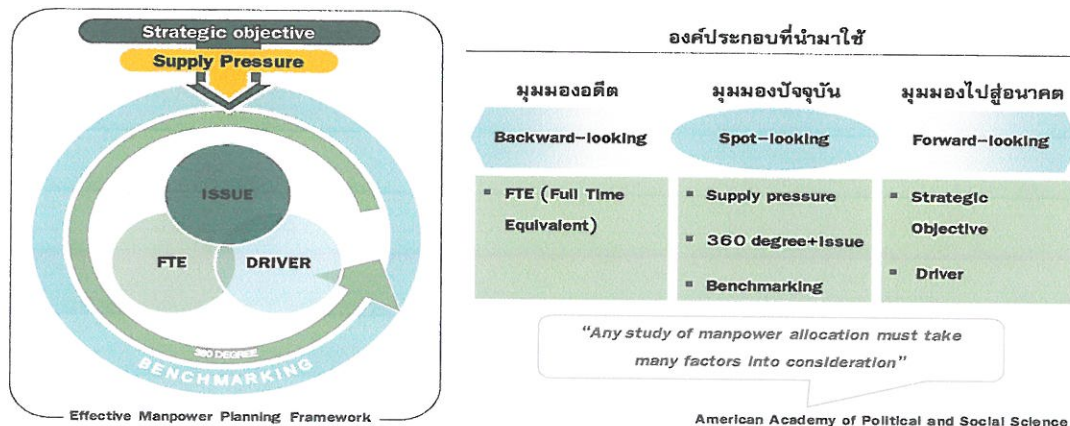 Strategic objective
Supply Pressure
ISSUE
FTE
DRIVER
360 DEGREE
BENCHMARKING
Effective Manpower Planning Framework
องค์ประกอบที่นำมาใช้
มุมมองอดีต
มุมมองปัจจุบัน
มุมมองไปสู่อนาคต
Backward-looking
Spot-looking
Forward-looking
▪ FTE (Full Time
Equivalent)
▪ Supply pressure
▪ 360 degree+Issue
▪ Benchmarking
▪ Strategic
Objective
▪ Driver
"Any study of manpower allocation must take
many factors into consideration"
American Academy of Political and Social Science